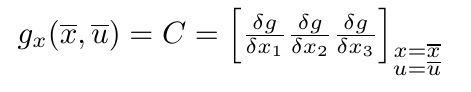 $g_x(\overline{x}, \overline{u}) = C = \left[ \frac{\delta g}{\delta x_1} \frac{\delta g}{\delta x_2} \frac{\delta g}{\delta x_3} \right]_{\substack{x=\overline{x} \\ u=\overline{u}}}$